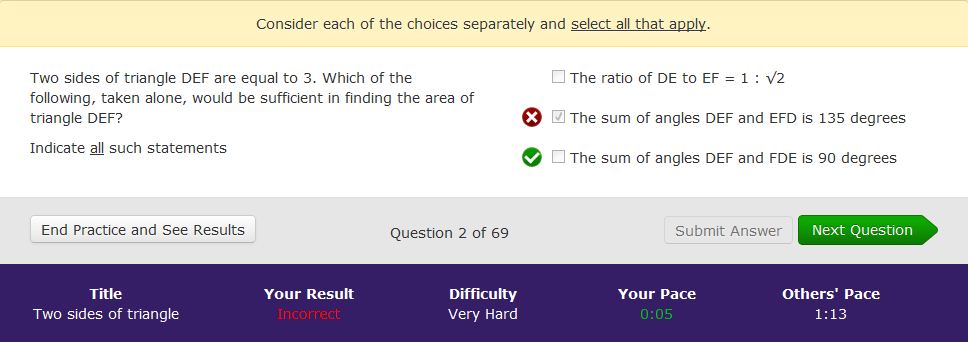 Consider each of the choices separately and select all that apply.
Two sides of triangle DEF are equal to 3. Which of the
following, taken alone, would be sufficient in finding the area of
triangle DEF?
Indicate all such statements
The ratio of DE to EF = 1 : √2
The sum of angles DEF and EFD is 135 degrees
The sum of angles DEF and FDE is 90 degrees
End Practice and See Results
Question 2 of 69
Submit Answer
Next Question
Title
Your Result
Difficulty
Your Pace
Others' Pace
Two sides of triangle
Incorrect
Very Hard
0:05
1:13